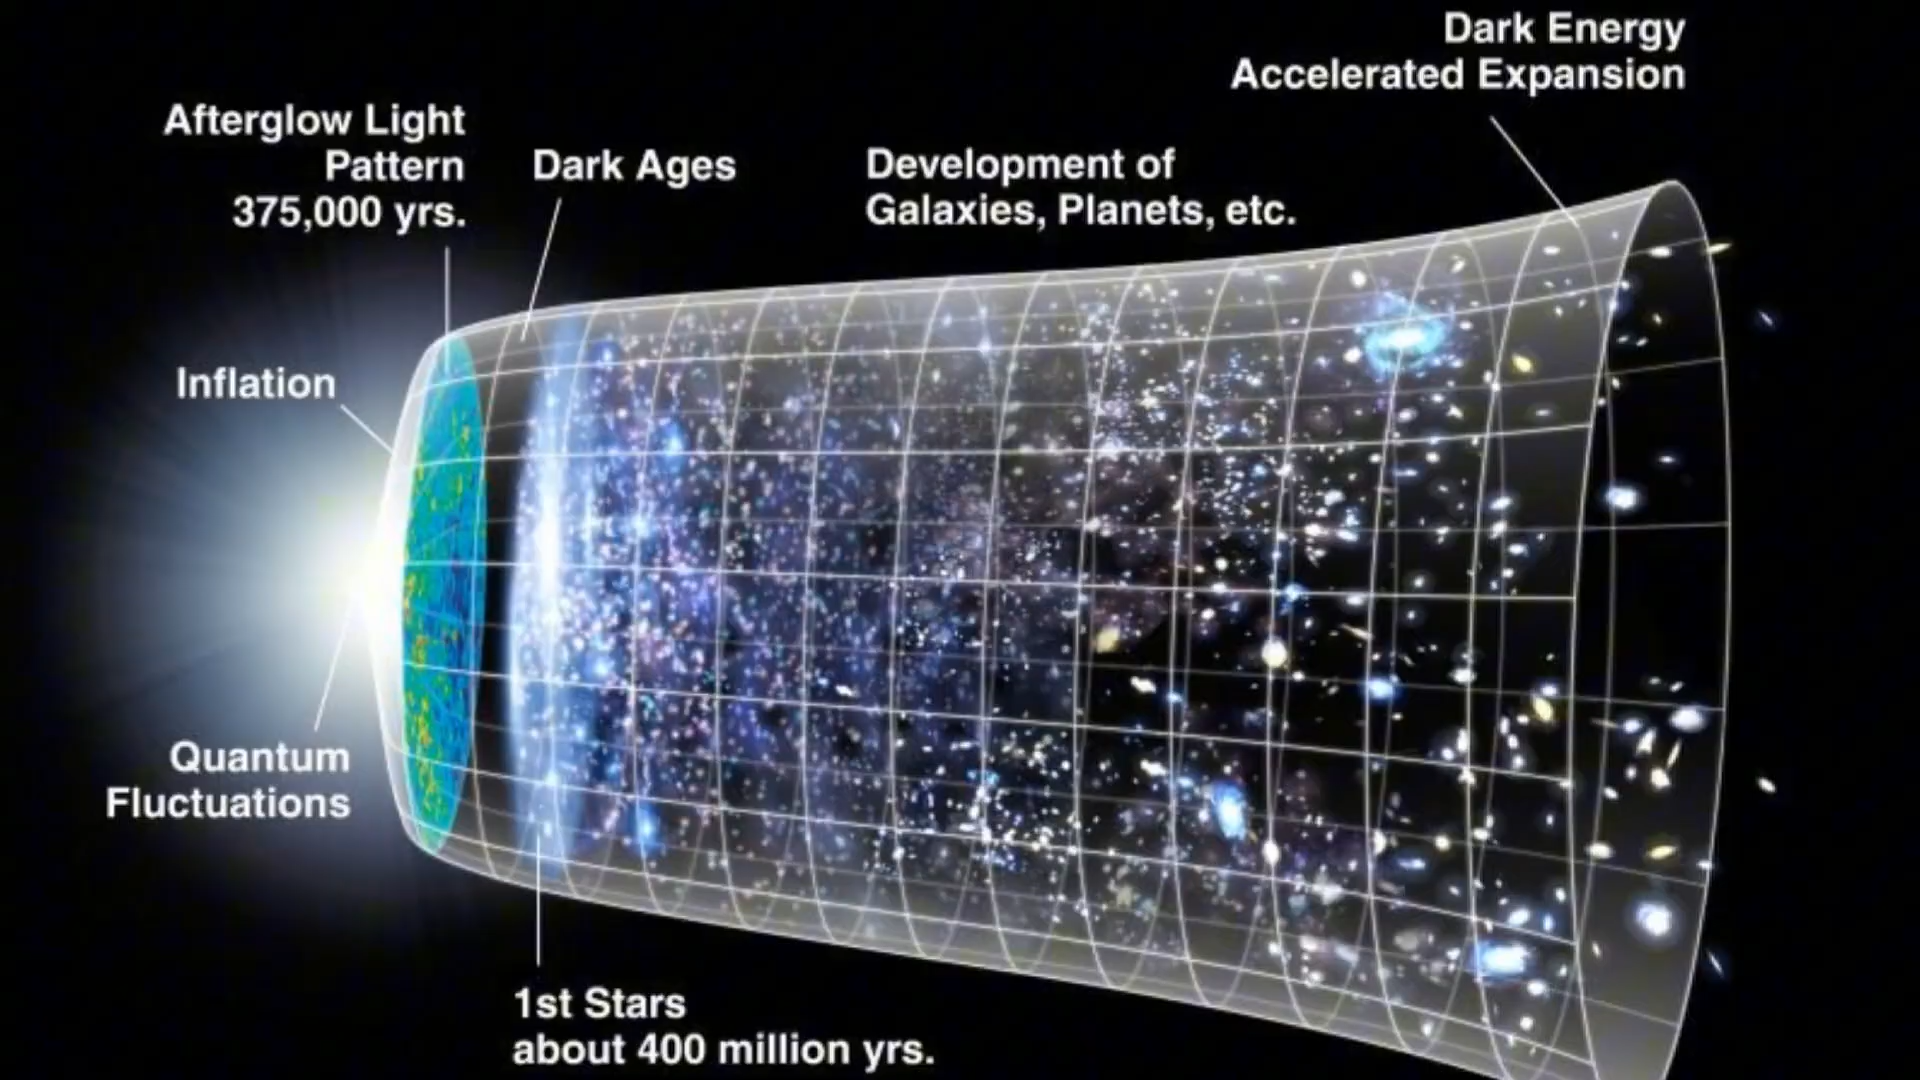 Dark Energy
Accelerated Expansion
Afterglow Light
Pattern
375,000 yrs.
Dark Ages
Development of
Galaxies, Planets, etc.
Inflation
Quantum
Fluctuations
1st Stars
about 400 million yrs.